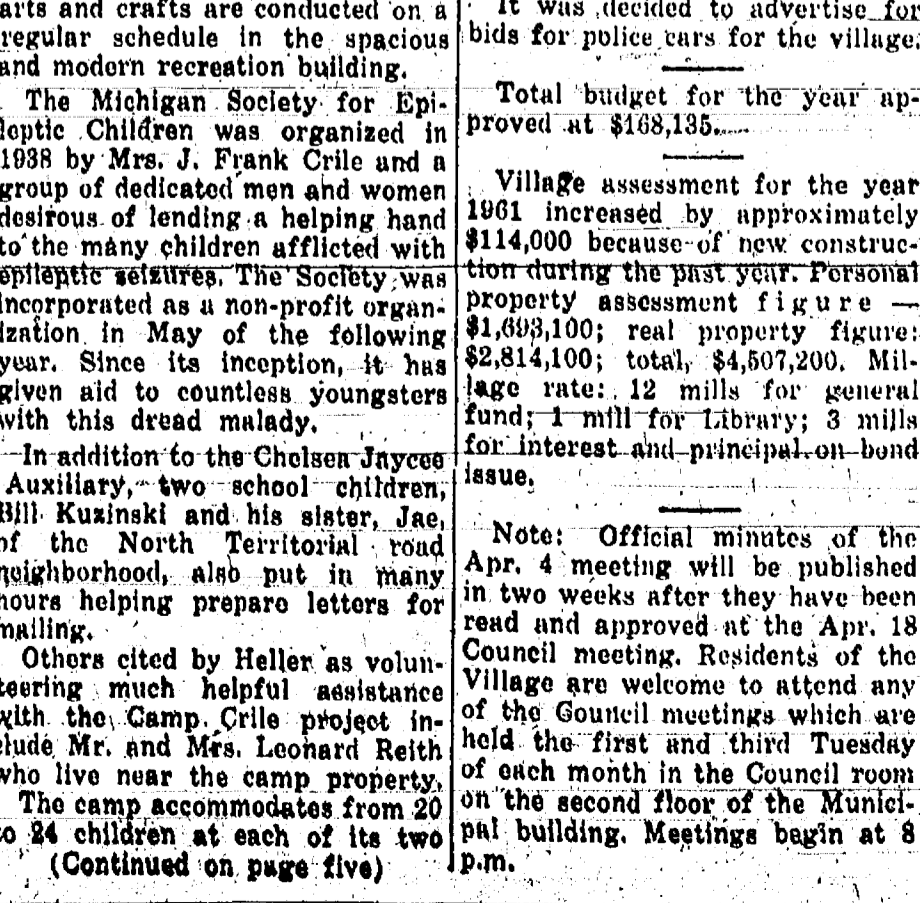 arts and crafts are conducted on a
regular schedule in the spacious
and modern recreation building.
The Michigan Society for Epi-
leptic Children was organized in
1938 by Mrs. J. Frank Crile and a
group of dedicated men and women
desirous of lending a helping hand
to the many children afflicted with
epileptic seizures. The Society was
incorporated as a non-profit organ-
ization in May of the following
year. Since its inception, it has
given aid to countless youngsters
with this dread malady.
In addition to the Chelsea Jaycee
Auxiliary, two school children,
Bill Kuzinski and his sister, Jae,
of the North Territorial road
neighborhood, also put in many
hours helping prepare letters for
mailing.
Others cited by Heller as volun-
teering much helpful assistance
with the Camp Crile project in-
clude Mr. and Mrs. Leonard Reith
who live near the camp property.
The camp accommodates from 20
to 24 children at each of its two
(Continued on page five)
It was decided to advertise for
bids for police cars for the village.
Total budget for the year ap-
proved at $168,135.
Village assessment for the year
1961 increased by approximately
$114,000 because of new construc-
tion during the past year. Personal
property assessment figure —
$1,693,100; real property figure:
$2,814,100; total, $4,507,200. Mil-
lage rate: 12 mills for general
fund; 1 mill for Library; 3 mills
for interest and principal on bond
issue.
Note: Official minutes of the
Apr. 4 meeting will be published
in two weeks after they have been
read and approved at the Apr. 18
Council meeting. Residents of the
Village are welcome to attend any
of the Council meetings which are
held the first and third Tuesday
of each month in the Council room
on the second floor of the Munici-
pal building. Meetings begin at 8
p.m.